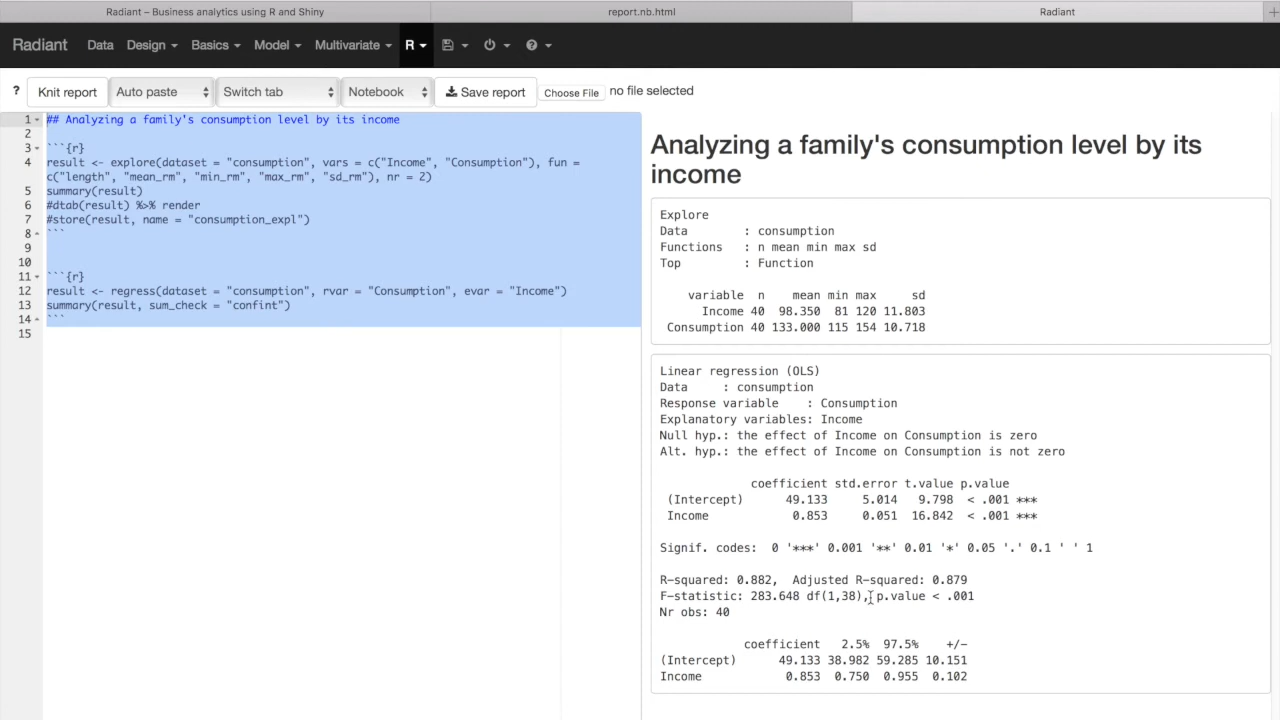 Radiant – Business analytics using R and Shiny
report.nb.html
Radiant
+
Radiant Data Design Basics Model Multivariate R ?
? Knit report Auto paste Switch tab Notebook Save report Choose File no file selected
1 ## Analyzing a family's consumption level by its income
2
3 ```{r}
4 result <- explore(dataset = "consumption", vars = c("Income", "Consumption"), fun =
c("length", "mean_rm", "min_rm", "max_rm", "sd_rm"), nr = 2)
5 summary(result)
6 #dtab(result) %>% render
7 #store(result, name = "consumption_expl")
8 ```
9
10
11 ```{r}
12 result <- regress(dataset = "consumption", rvar = "Consumption", evar = "Income")
13 summary(result, sum_check = "confint")
14 ```
15
Analyzing a family's consumption level by its
income
Explore
Data : consumption
Functions : n mean min max sd
Top : Function
variable n mean min max sd
Income 40 98.350 81 120 11.803
Consumption 40 133.000 115 154 10.718
Linear regression (OLS)
Data : consumption
Response variable : Consumption
Explanatory variables: Income
Null hyp.: the effect of Income on Consumption is zero
Alt. hyp.: the effect of Income on Consumption is not zero
coefficient std.error t.value p.value
(Intercept) 49.133 5.014 9.798 < .001 ***
Income 0.853 0.051 16.842 < .001 ***
Signif. codes: 0 '***' 0.001 '**' 0.01 '*' 0.05 '.' 0.1 ' ' 1
R-squared: 0.882, Adjusted R-squared: 0.879
F-statistic: 283.648 df(1,38), p.value < .001
Nr obs: 40
coefficient 2.5% 97.5% +/-
(Intercept) 49.133 38.982 59.285 10.151
Income 0.853 0.750 0.955 0.102